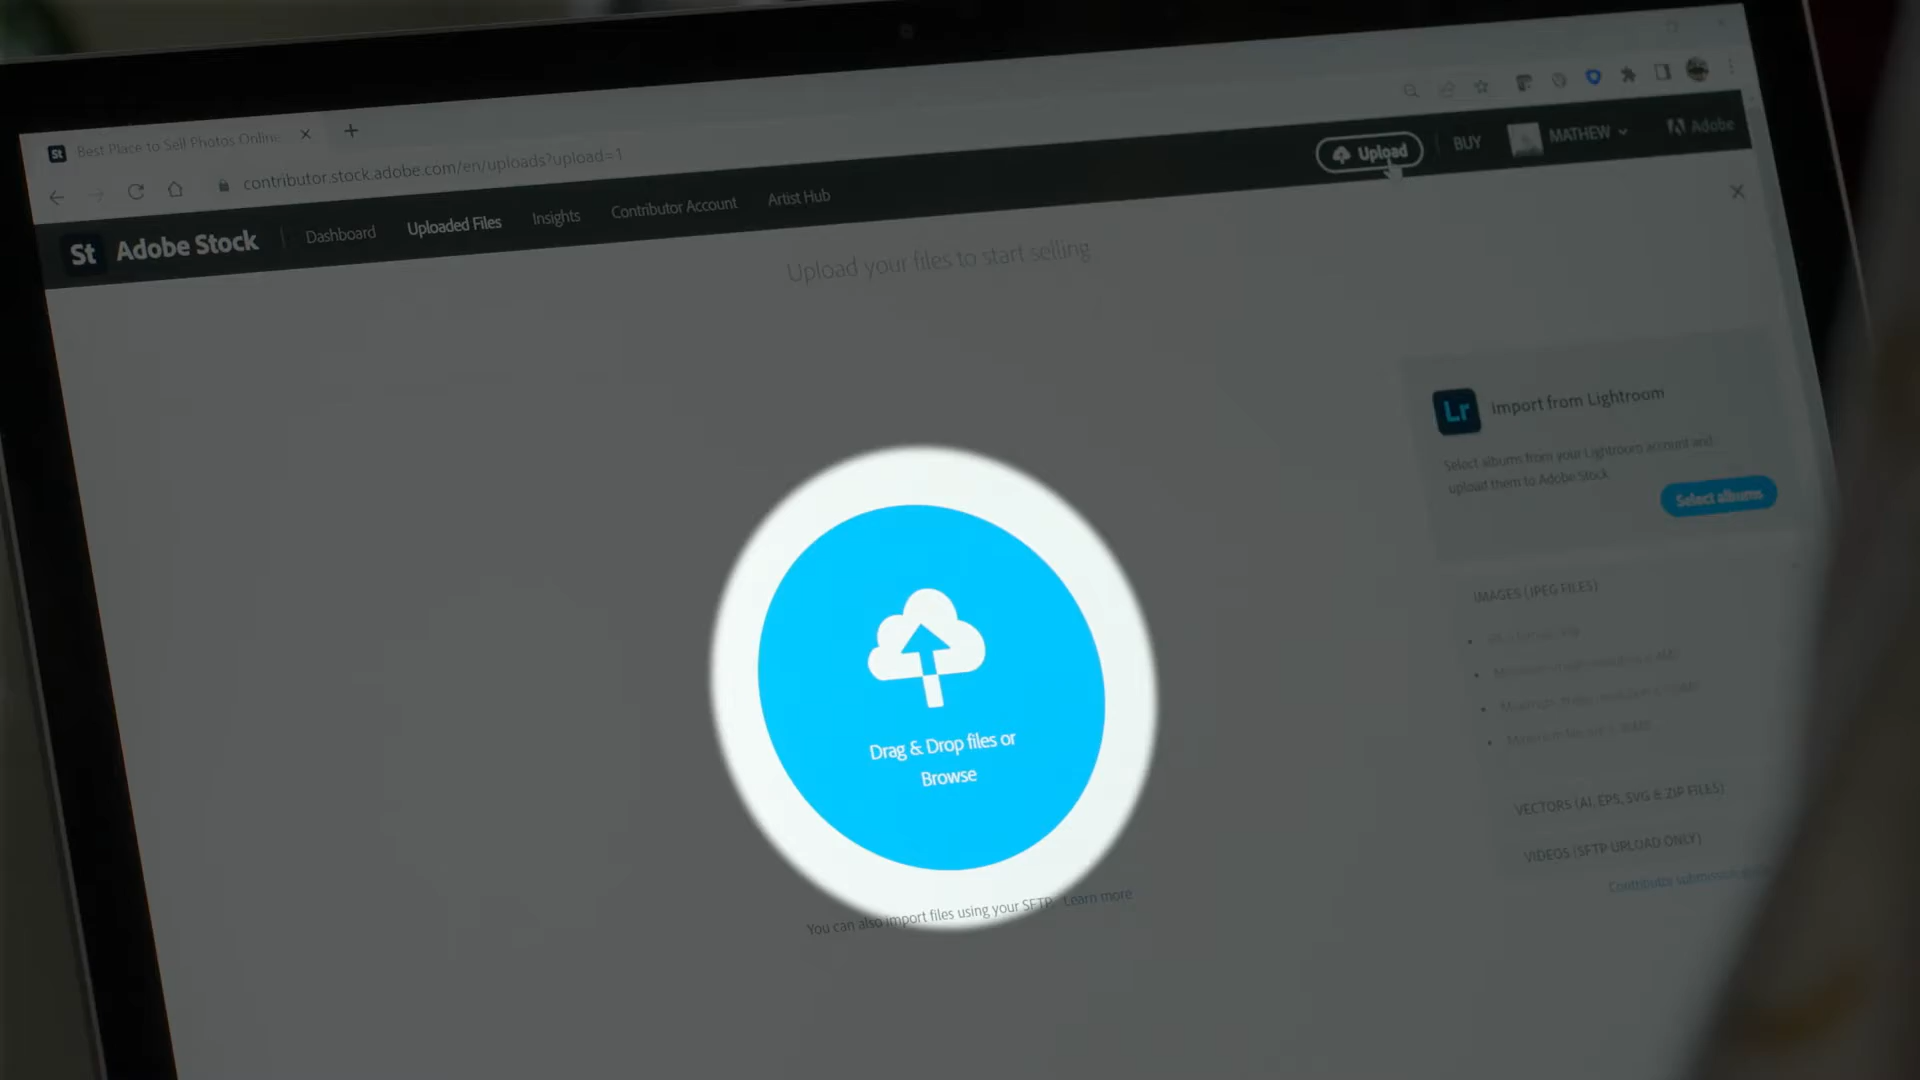 St Best Place to Sell Photos Online
contributor.stock.adobe.com/en/uploads?upload=1
St Adobe Stock Dashboard Uploaded Files Insights Contributor Account Artist Hub Upload BUY MATHEW Adobe
Upload your files to start selling
Lr Import from Lightroom
Select albums from your Lightroom account and
upload them to Adobe Stock
Select albums
IMAGES (JPEG FILES)
Drag & Drop files or
Browse
VECTORS (AI, EPS, SVG & ZIP FILES)
VIDEOS (SFTP UPLOAD ONLY)
Contributor
You can also import files using your SFTP. Learn more